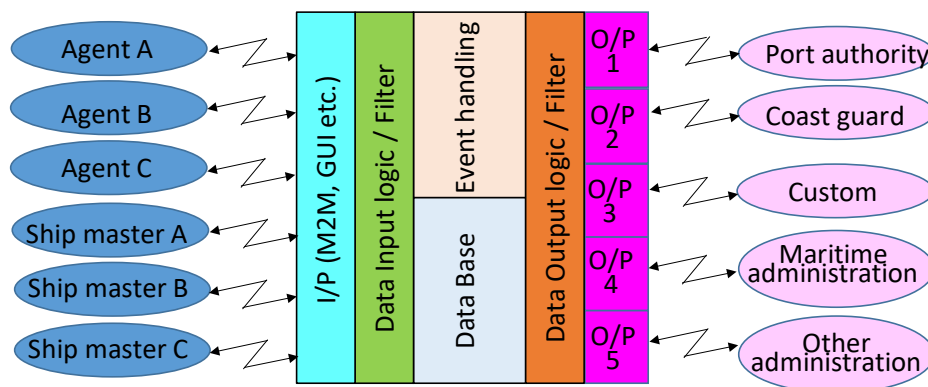 Agent A
Agent B
Agent C
Ship master A
Ship master B
Ship master C
I/P (M2M, GUI etc.)
Data Input logic / Filter
Event handling
Data Base
Data Output logic / Filter
O/P
1
O/P
2
O/P
3
O/P
4
O/P
5
Port authority
Coast guard
Custom
Maritime
administration
Other
administration